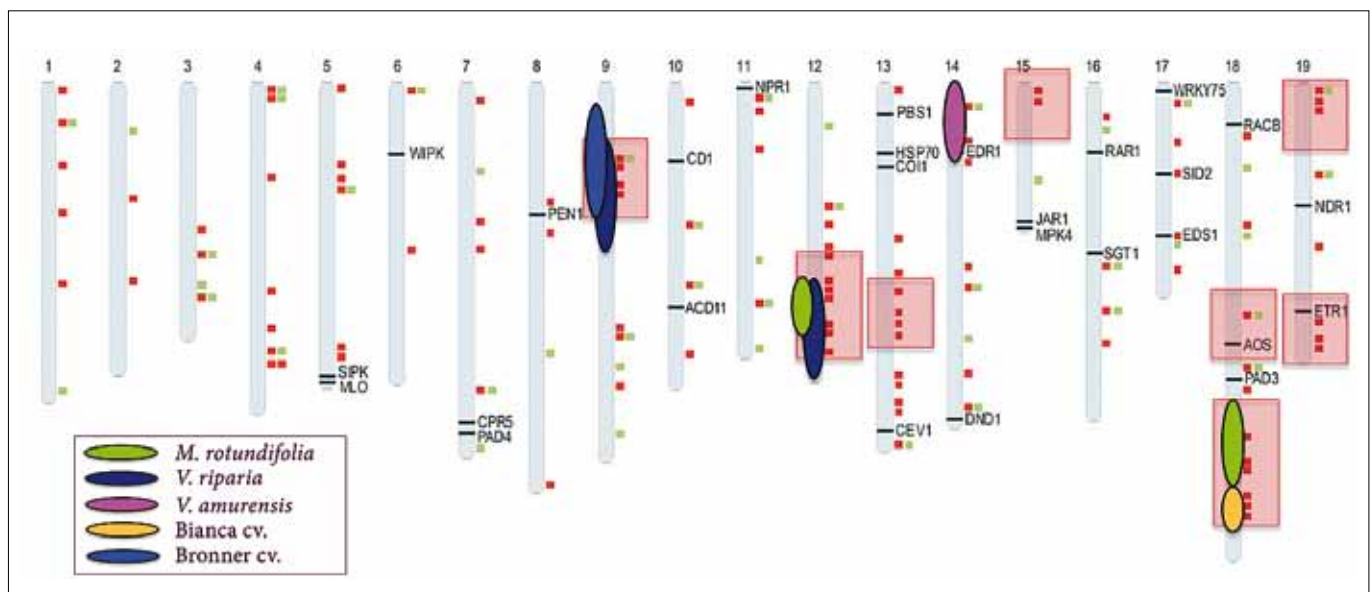 1 2 3 4 5 6 7 8 9 10 11 12 13 14 15 16 17 18 19
NPR1
WRKY75
PBS1
RACB
WIPK
CD1
HSP70
EDR1
RAR1
COI1
SID2
PEN1
JAR1
NDR1
MPK4
EDS1
SGT1
ACD11
ETR1
AOS
SIPK
MLO
PAD3
CPR5
PAD4
CEV1
DND1
M. rotundifolia
V. riparia
V. amurensis
Bianca cv.
Bronner cv.